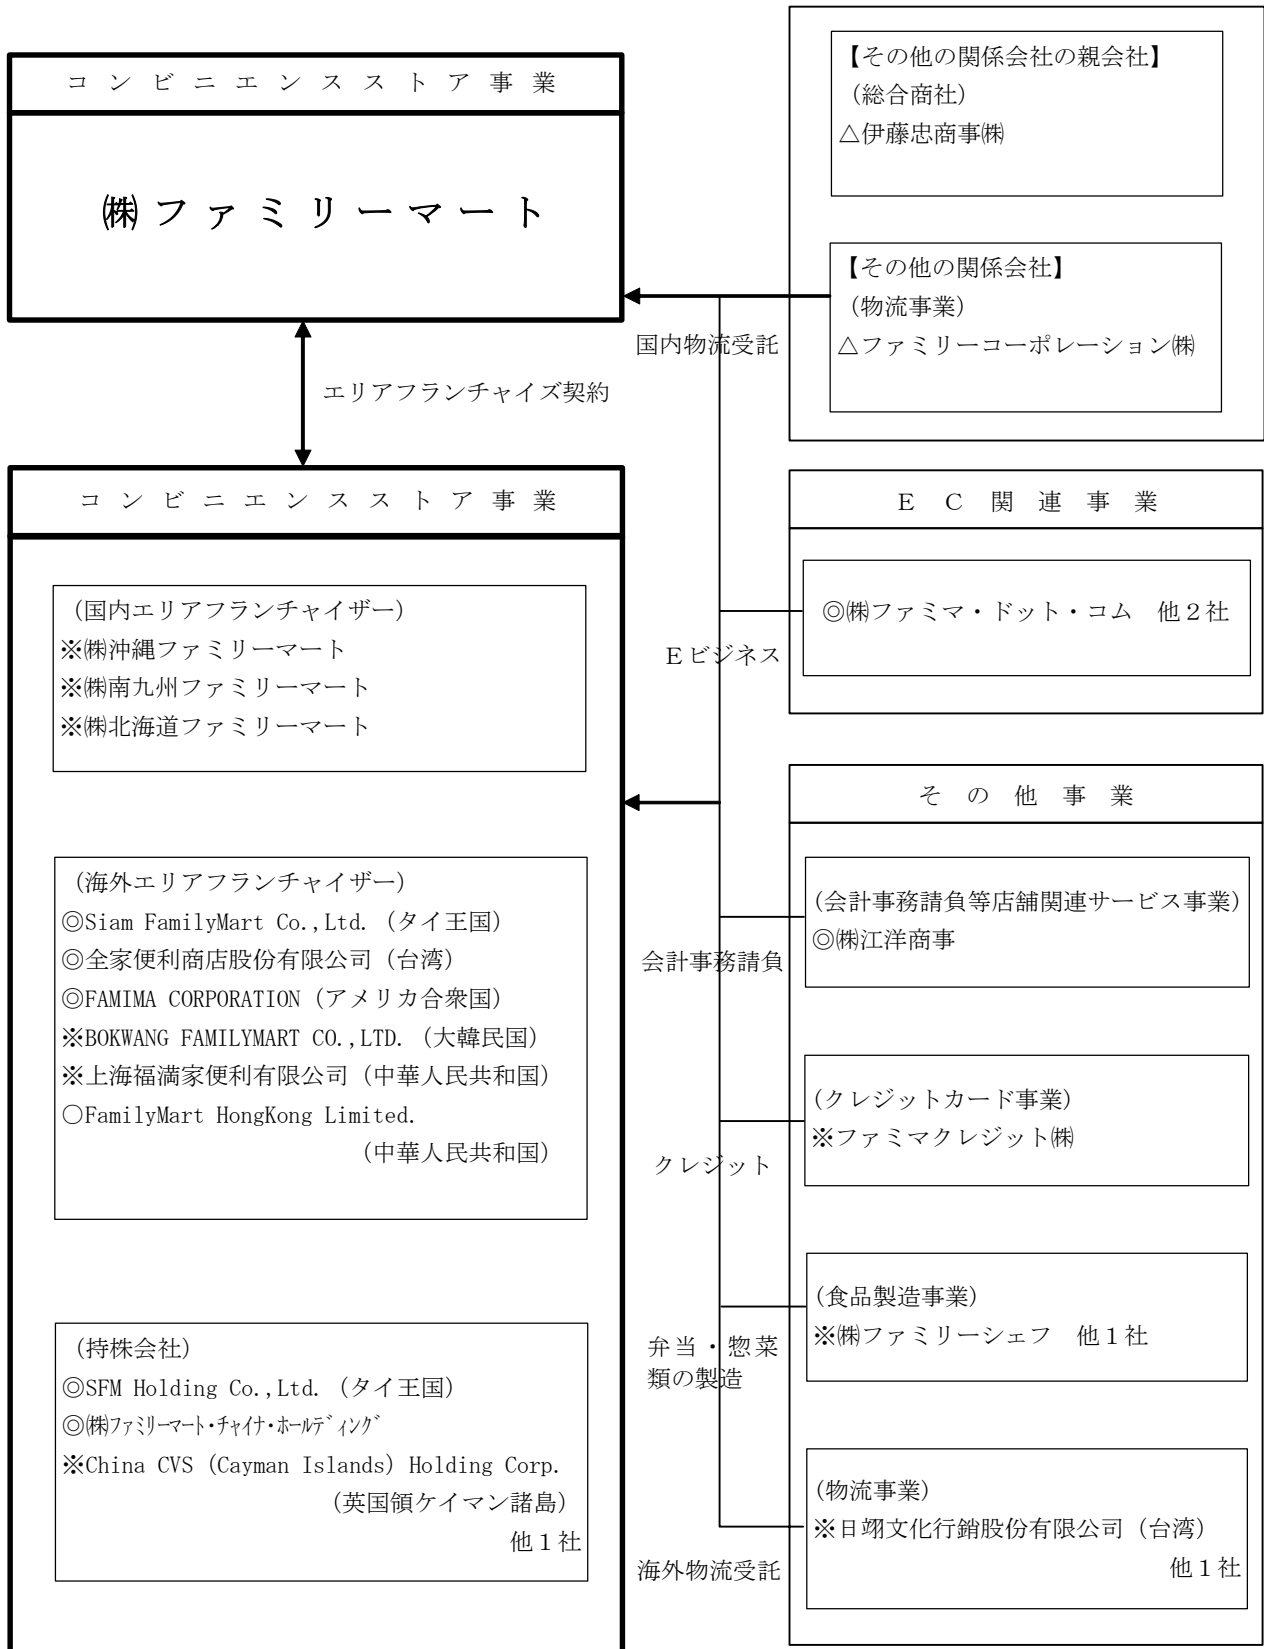 コンビニエンスストア事業
㈱ファミリーマート
エリアフランチャイズ契約
【その他の関係会社の親会社】
（総合商社）
△伊藤忠商事㈱
【その他の関係会社】
（物流事業）
△ファミリーコーポレーション㈱
国内物流受託
コンビニエンスストア事業
（国内エリアフランチャイザー）
※㈱沖縄ファミリーマート
※㈱南九州ファミリーマート
※㈱北海道ファミリーマート
（海外エリアフランチャイザー）
◎Siam FamilyMart Co.,Ltd.（タイ王国）
◎全家便利商店股份有限公司（台湾）
◎FAMIMA CORPORATION（アメリカ合衆国）
※BOKWANG FAMILYMART CO.,LTD.（大韓民国）
※上海福満家便利有限公司（中華人民共和国）
○FamilyMart HongKong Limited.
（中華人民共和国）
（持株会社）
◎SFM Holding Co.,Ltd.（タイ王国）
◎㈱ﾌｧﾐﾘｰﾏｰﾄ・ﾁｬｲﾅ・ﾎｰﾙﾃﾞｨﾝｸﾞ
※China CVS（Cayman Islands）Holding Corp.
（英国領ケイマン諸島）
他１社
ＥＣ関連事業
◎㈱ファミマ・ドット・コム　他２社
Ｅビジネス
その他事業
（会計事務請負等店舗関連サービス事業）
◎㈱江洋商事
会計事務請負
（クレジットカード事業）
※ファミマクレジット㈱
クレジット
（食品製造事業）
※㈱ファミリーシェフ　他１社
弁当・惣菜
類の製造
（物流事業）
※日翊文化行銷股份有限公司（台湾）
他１社
海外物流受託